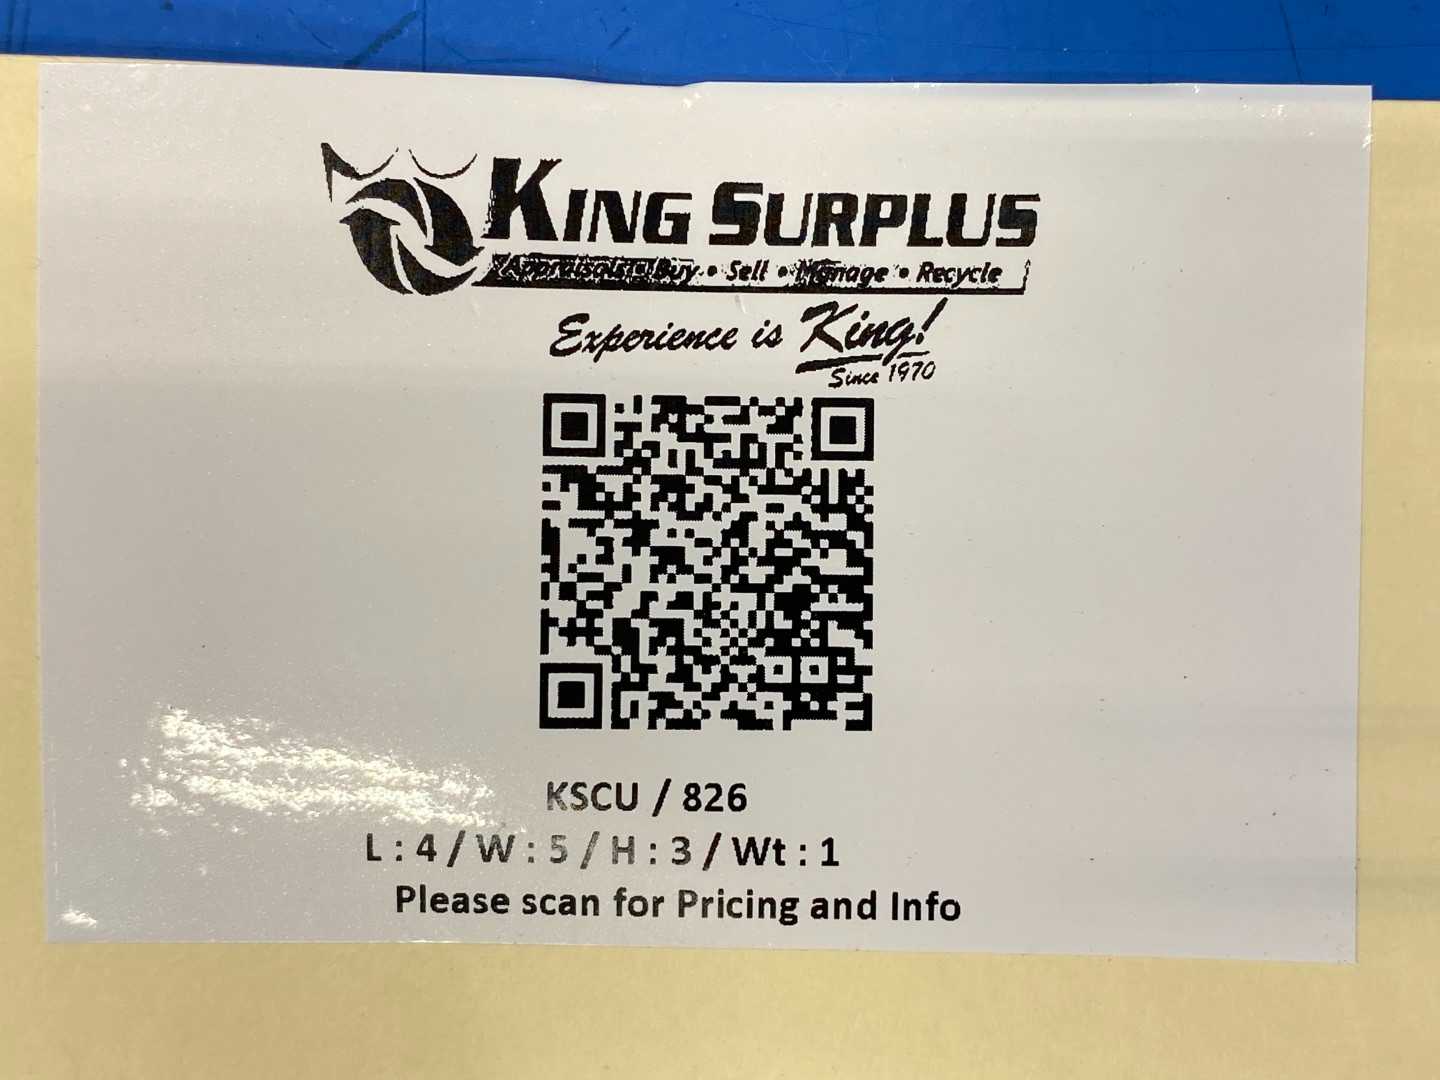 KING SURPLUS
Appraisals • Buy • Sell • Manage • Recycle
Experience is King!
Since 1970
KSCU / 826
L : 4 / W : 5 / H : 3 / Wt : 1
Please scan for Pricing and Info